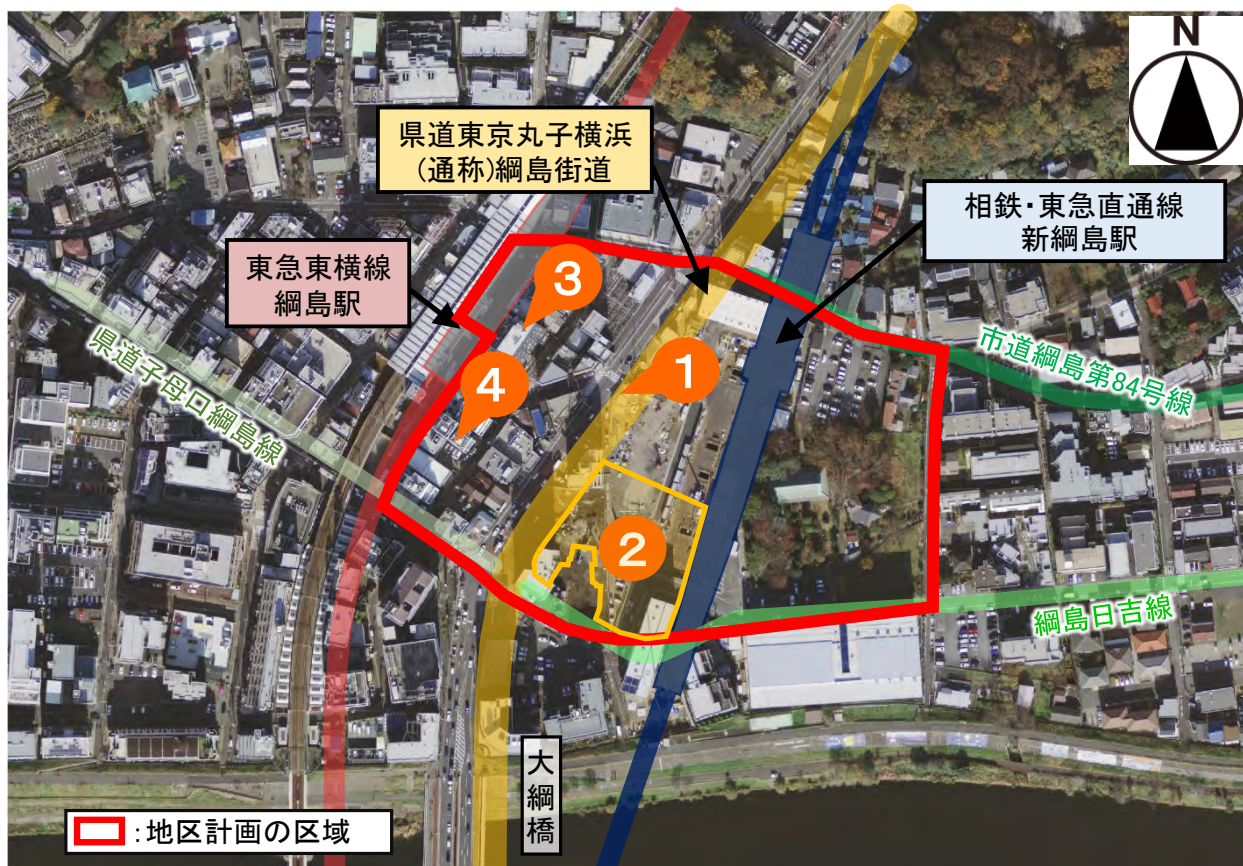 N
県道東京丸子横浜
(通称)綱島街道
相鉄・東急直通線
新綱島駅
東急東横線
綱島駅
3
1
4
2
市道綱島第84号線
県道子母口綱島線
綱島日吉線
大綱橋
:地区計画の区域